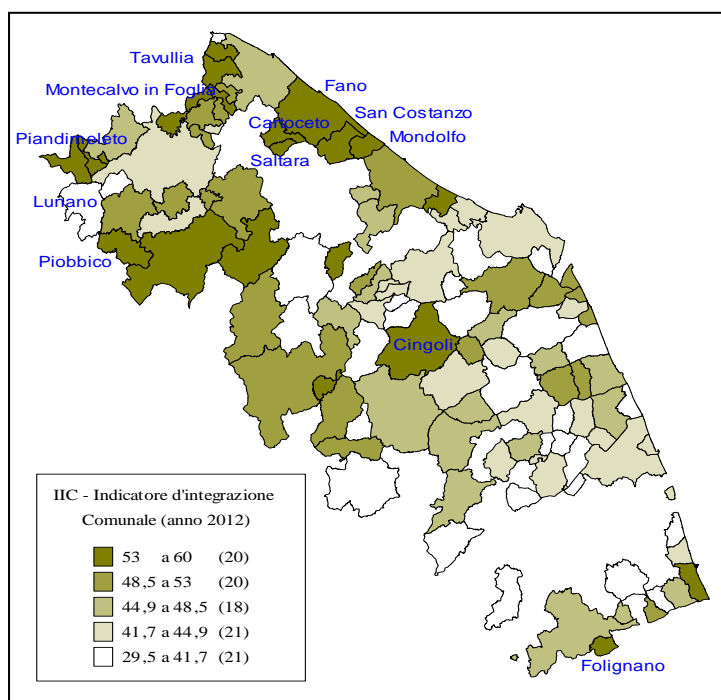 Tavullia
Montecalvo in Foglia
Fano
San Costanzo
Cartoceto
Mondolfo
Piandimeleto
Saltara
Lunano
Piobbico
Cingoli
IIC - Indicatore d'integrazione
Comunale (anno 2012)
53 a 60 (20)
48,5 a 53 (20)
44,9 a 48,5 (18)
41,7 a 44,9 (21)
29,5 a 41,7 (21)
Folignano